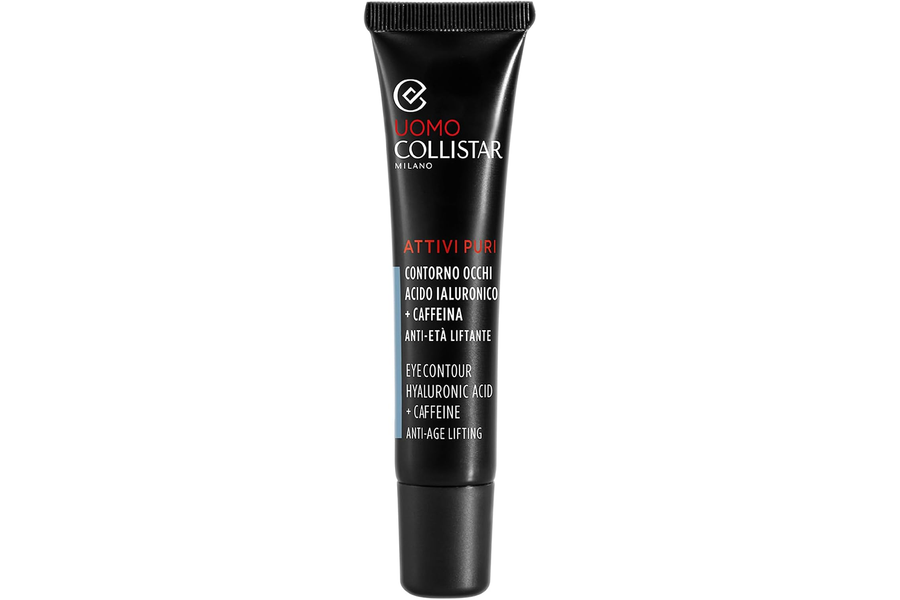 UOMO
COLLISTAR
MILANO
ATTIVI PURI
CONTORNO OCCHI
ACIDO IALURONICO
+ CAFFEINA
ANTI-ETÀ LIFTANTE
EYE CONTOUR
HYALURONIC ACID
+ CAFFEINE
ANTI-AGE LIFTING